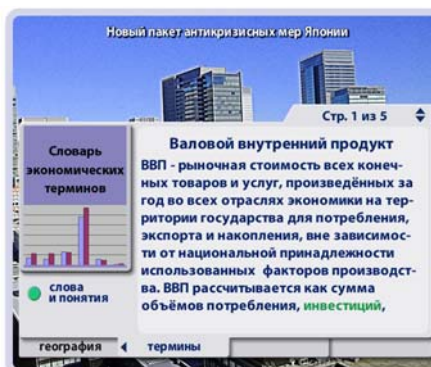 Новый пакет антикризисных мер Японии
Стр. 1 из 5
Словарь
экономических
терминов
слова
и понятия
Валовой внутренний продукт
ВВП - рыночная стоимость всех конеч-
ных товаров и услуг, произведённых за
год во всех отраслях экономики на тер-
ритории государства для потребления,
экспорта и накопления, вне зависимос-
ти от национальной принадлежности
использованных факторов производст-
ва. ВВП рассчитывается как сумма
объёмов потребления, инвестиций,
география
термины